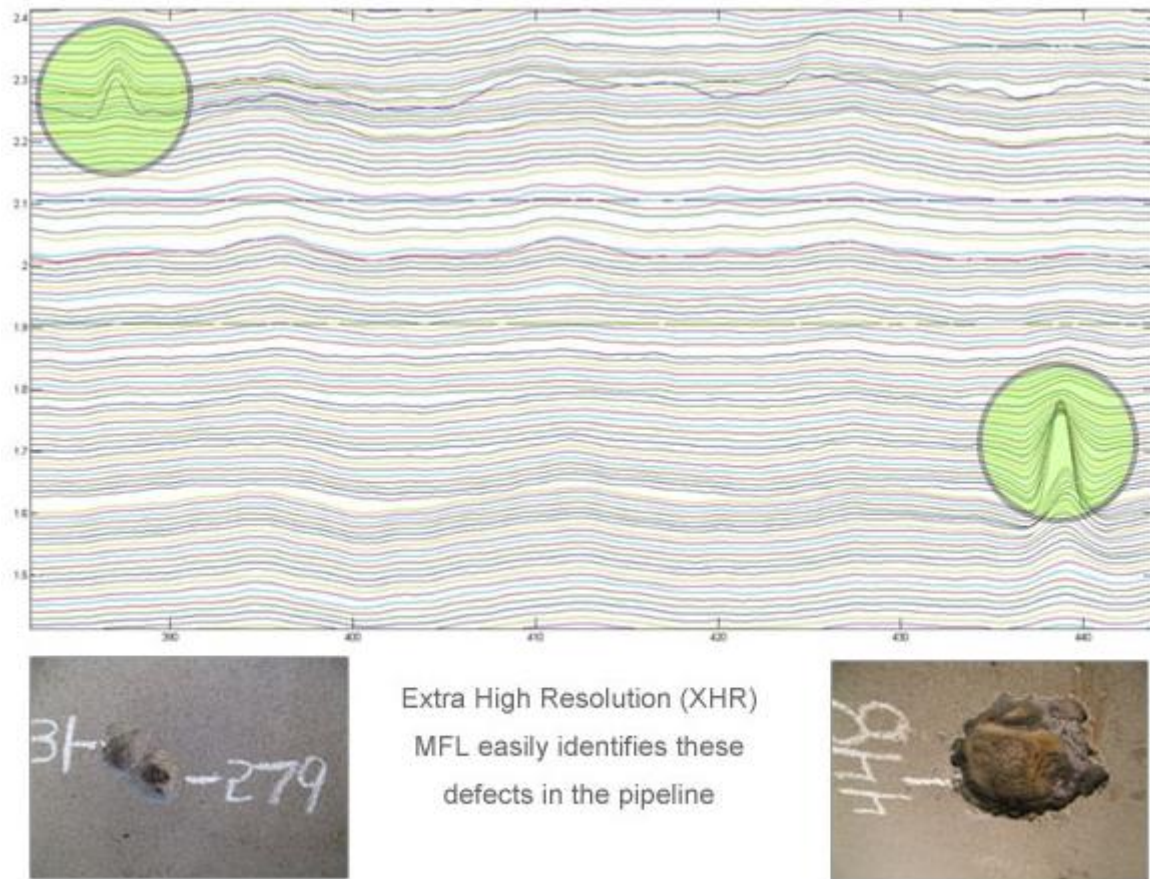 2.4
2.3
2.2
2.1
2
1.9
1.8
1.7
1.6
1.5
390 400 410 420 430 440
Extra High Resolution (XHR)
MFL easily identifies these
defects in the pipeline
-279